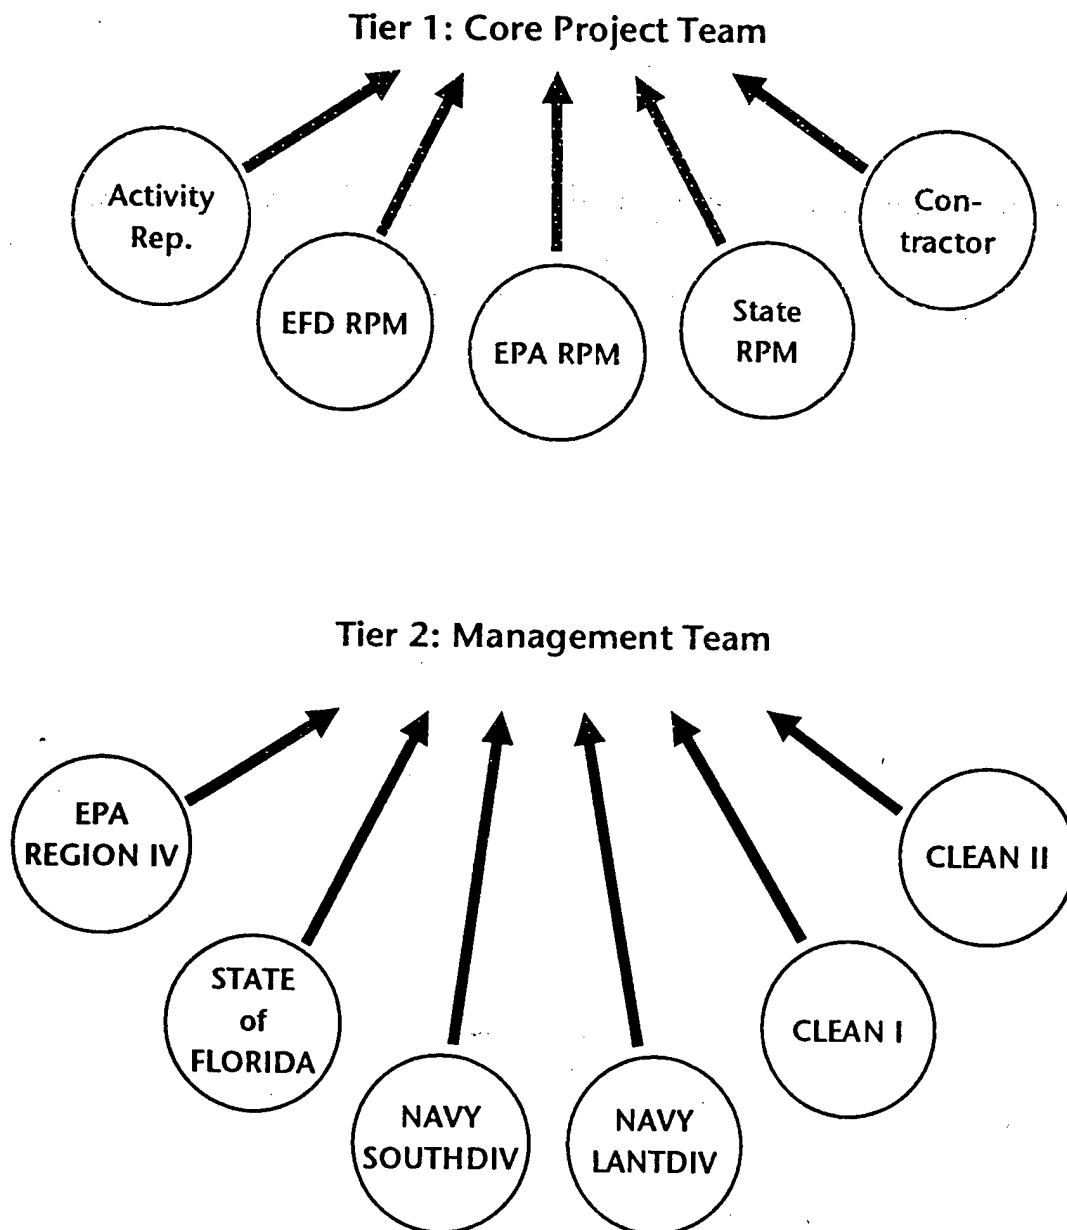 Tier 1: Core Project Team
Activity
Rep.
EFD RPM
EPA RPM
State
RPM
Con-
tractor
Tier 2: Management Team
EPA
REGION IV
STATE
of
FLORIDA
NAVY
SOUTHDIV
NAVY
LANTDIV
CLEAN I
CLEAN II